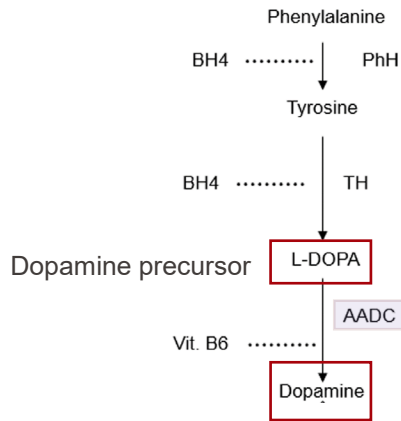 Phenylalanine
BH4 ·········· PhH
Tyrosine
BH4 ·········· TH
Dopamine precursor L-DOPA
AADC
Vit. B6 ··········
Dopamine